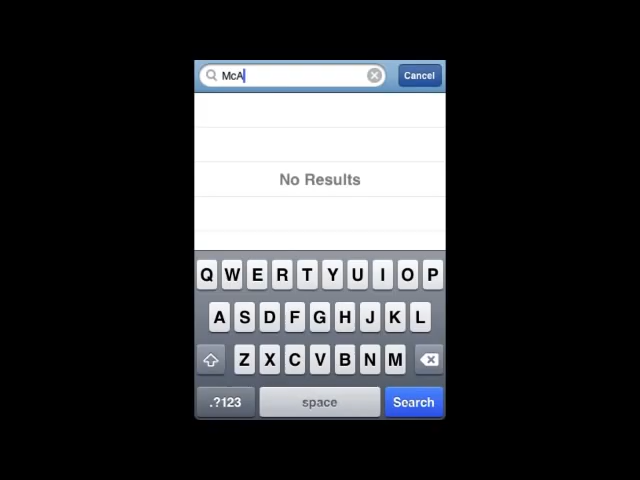 McA Cancel
No Results
Q W E R T Y U I O P
A S D F G H J K L
Z X C V B N M
.?123 space Search